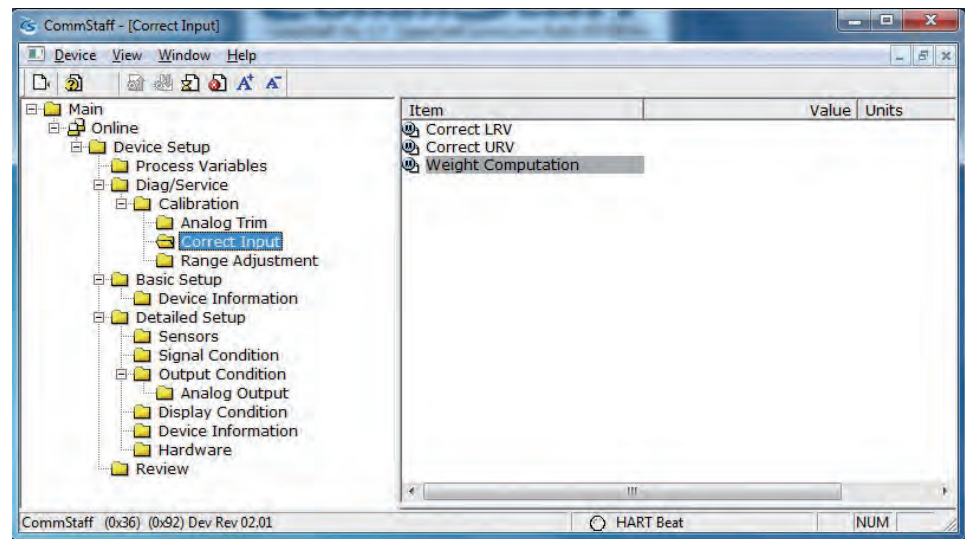 CommStaff - [Correct Input]
Device View Window Help
A+ A-
Main
Online
Device Setup
Process Variables
Diag/Service
Calibration
Analog Trim
Correct Input
Range Adjustment
Basic Setup
Device Information
Detailed Setup
Sensors
Signal Condition
Output Condition
Analog Output
Display Condition
Device Information
Hardware
Review
Item Value Units
Correct LRV
Correct URV
Weight Computation
CommStaff (0x36) (0x92) Dev Rev 02.01 HART Beat NUM